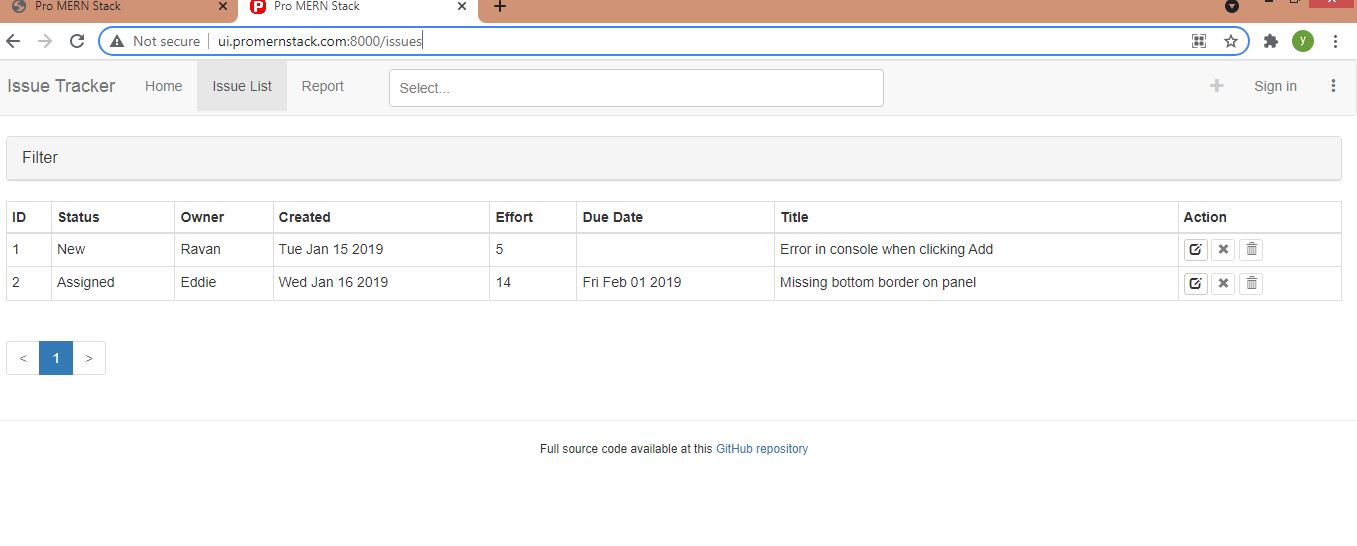 Pro MERN Stack Pro MERN Stack
Not secure ui.promernstack.com:8000/issues y
Issue Tracker Home Issue List Report Select... Sign in
Filter
ID Status Owner Created Effort Due Date Title Action
1 New Ravan Tue Jan 15 2019 5 Error in console when clicking Add
2 Assigned Eddie Wed Jan 16 2019 14 Fri Feb 01 2019 Missing bottom border on panel
< 1 >
Full source code available at this GitHub repository